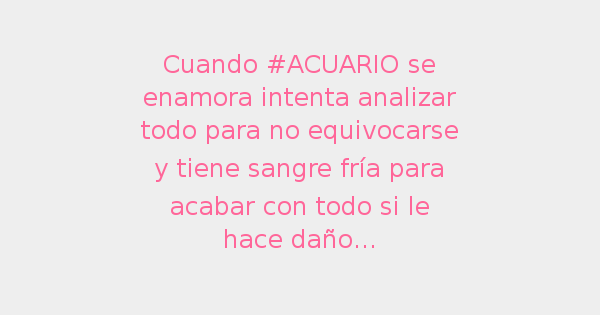 Cuando #ACUARIO se
enamora intenta analizar
todo para no equivocarse
y tiene sangre fría para
acabar con todo si le
hace daño...